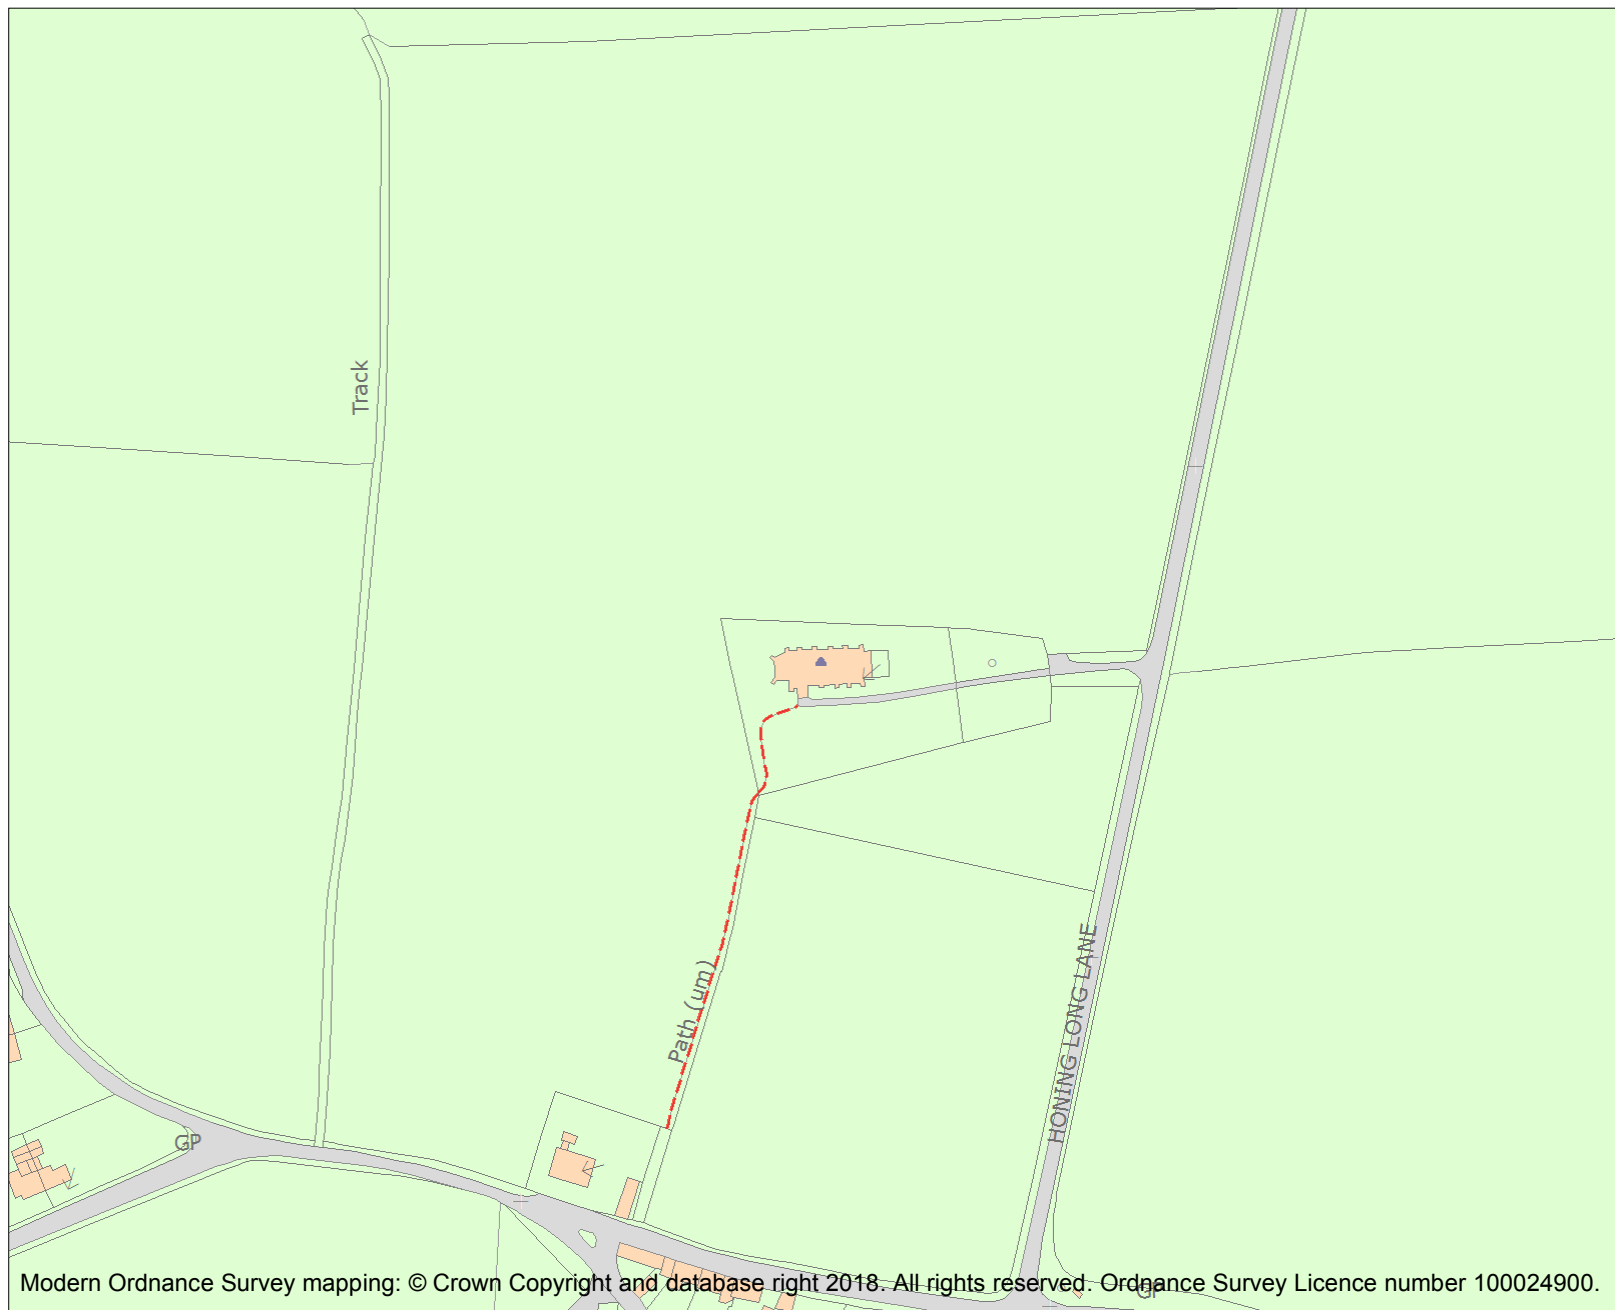 Track
Path (um)
HONING LONG LANE
GP
GP
Modern Ordnance Survey mapping: © Crown Copyright and database right 2018. All rights reserved. Ordnance Survey Licence number 100024900.